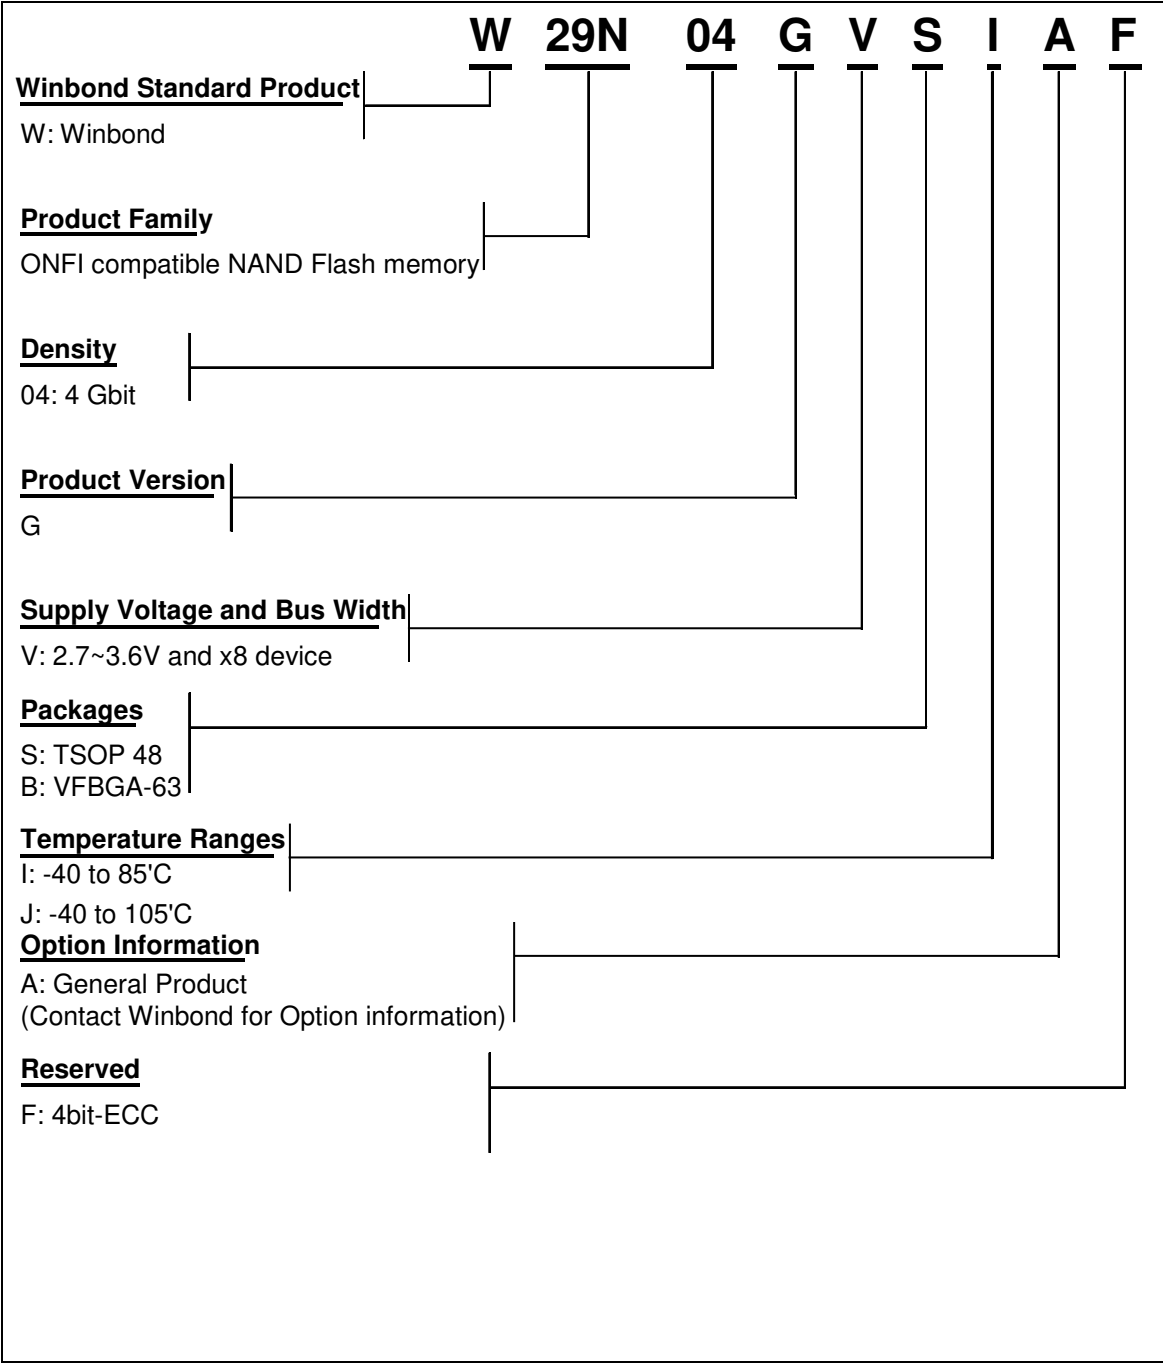 W 29N 04 G V S I A F
Winbond Standard Product
W: Winbond
Product Family
ONFI compatible NAND Flash memory
Density
04: 4 Gbit
Product Version
G
Supply Voltage and Bus Width
V: 2.7~3.6V and x8 device
Packages
S: TSOP 48
B: VFBGA-63
Temperature Ranges
I: -40 to 85'C
J: -40 to 105'C
Option Information
A: General Product
(Contact Winbond for Option information)
Reserved
F: 4bit-ECC